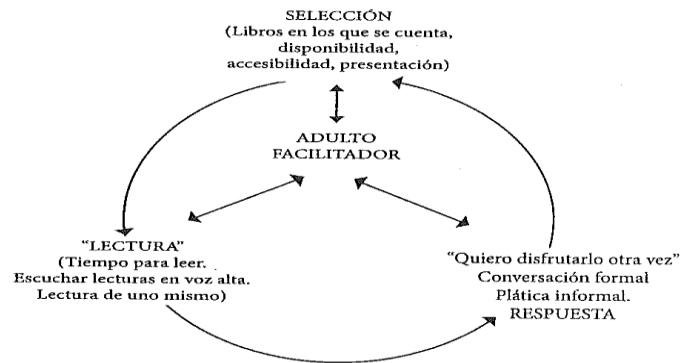 SELECCIÓN
(Libros en los que se cuenta,
disponibilidad,
accesibilidad, presentación)
ADULTO
FACILITADOR
“LECTURA”
(Tiempo para leer.
Escuchar lecturas en voz alta.
Lectura de uno mismo)
“Quiero disfrutarlo otra vez”
Conversación formal
Plática informal.
RESPUESTA